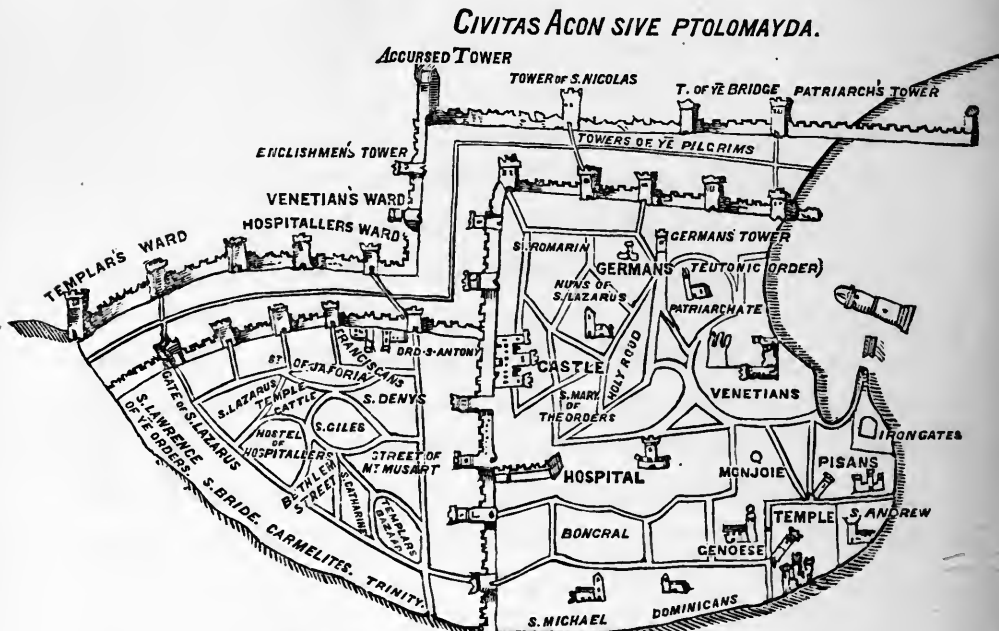 CIVITAS ACON SIVE PTOLOMAYDA.
ACCURSED TOWER
TOWER OF S. NICOLAS
T. OF YE BRIDGE
PATRIARCH'S TOWER
TOWERS OF YE PILGRIMS
ENGLISHMEN'S TOWER
VENETIAN'S WARD
HOSPITALLERS WARD
TEMPLAR'S WARD
S. ROMARIN
GERMANS' TOWER
GERMANS
(TEUTONIC ORDER)
NUNS OF
S. LAZARUS
PATRIARCHATE
CASTLE
HOLY ROOD
S. MARY
OF
THE ORDERS
VENETIANS
IRON GATES
FRANCISCANS
ORD. S. ANTONY
ST OF JAFORIA
S. DENYS
S. LAZARUS
TEMPLE
CATTLE
S. GILES
GATE OF S. LAZARUS
S. LAWRENCE
OF YE ORDERS.
HOSTEL
OF
HOSPITALLERS
STREET OF
MT MUSART
BETHLEM
STREET
S. CATHARINE
TEMPLARS
BAZAAR
S. BRIDE. CARMELITES. TRINITY.
HOSPITAL
MONJOIE
PISANS
BONCRAL
GENOESE
TEMPLE
S. ANDREW
S. MICHAEL
DOMINICANS